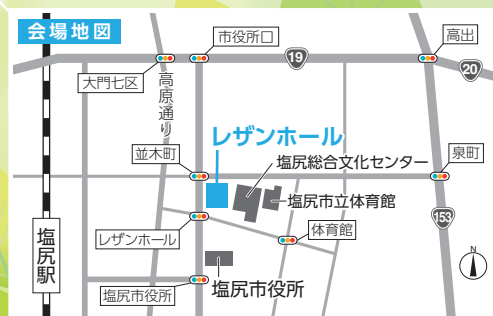 会場地図
市役所口
高出
19
20
大門七区
高原通り
レザンホール
並木町
塩尻総合文化センター
泉町
塩尻市立体育館
153
レザンホール
体育館
塩尻駅
N
塩尻市役所
塩尻市役所